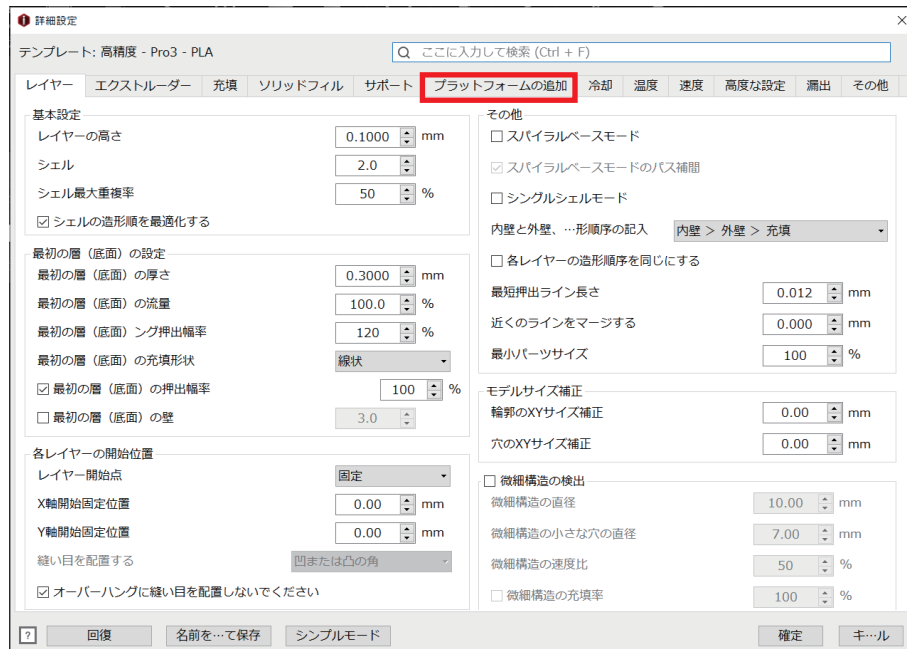 詳細設定
テンプレート: 高精度 - Pro3 - PLA
ここに入力して検索 (Ctrl + F)
レイヤー エクストルーダー 充填 ソリッドフィル サポート プラットフォームの追加 冷却 温度 速度 高度な設定 漏出 その他
基本設定
レイヤーの高さ 0.1000 mm
シェル 2.0
シェル最大重複率 50 %
シェルの造形順を最適化する
最初の層（底面）の設定
最初の層（底面）の厚さ 0.3000 mm
最初の層（底面）の流量 100.0 %
最初の層（底面）ング押出幅率 120 %
最初の層（底面）の充填形状 線状
最初の層（底面）の押出幅率 100 %
最初の層（底面）の壁 3.0
各レイヤーの開始位置
レイヤー開始点 固定
X軸開始固定位置 0.00 mm
Y軸開始固定位置 0.00 mm
縫い目を配置する 凹または凸の角
オーバーハングに縫い目を配置しないでください
その他
スパイラルベースモード
スパイラルベースモードのパス補間
シングルシェルモード
内壁と外壁、…形順序の記入 内壁 > 外壁 > 充填
各レイヤーの造形順序を同じにする
最短押出ライン長さ 0.012 mm
近くのラインをマージする 0.000 mm
最小パーツサイズ 100 %
モデルサイズ補正
輪郭のXYサイズ補正 0.00 mm
穴のXYサイズ補正 0.00 mm
微細構造の検出
微細構造の直径 10.00 mm
微細構造の小さな穴の直径 7.00 mm
微細構造の速度比 50 %
微細構造の充填率 100 %
? 回復 名前を…て保存 シンプルモード 確定 キ…ル